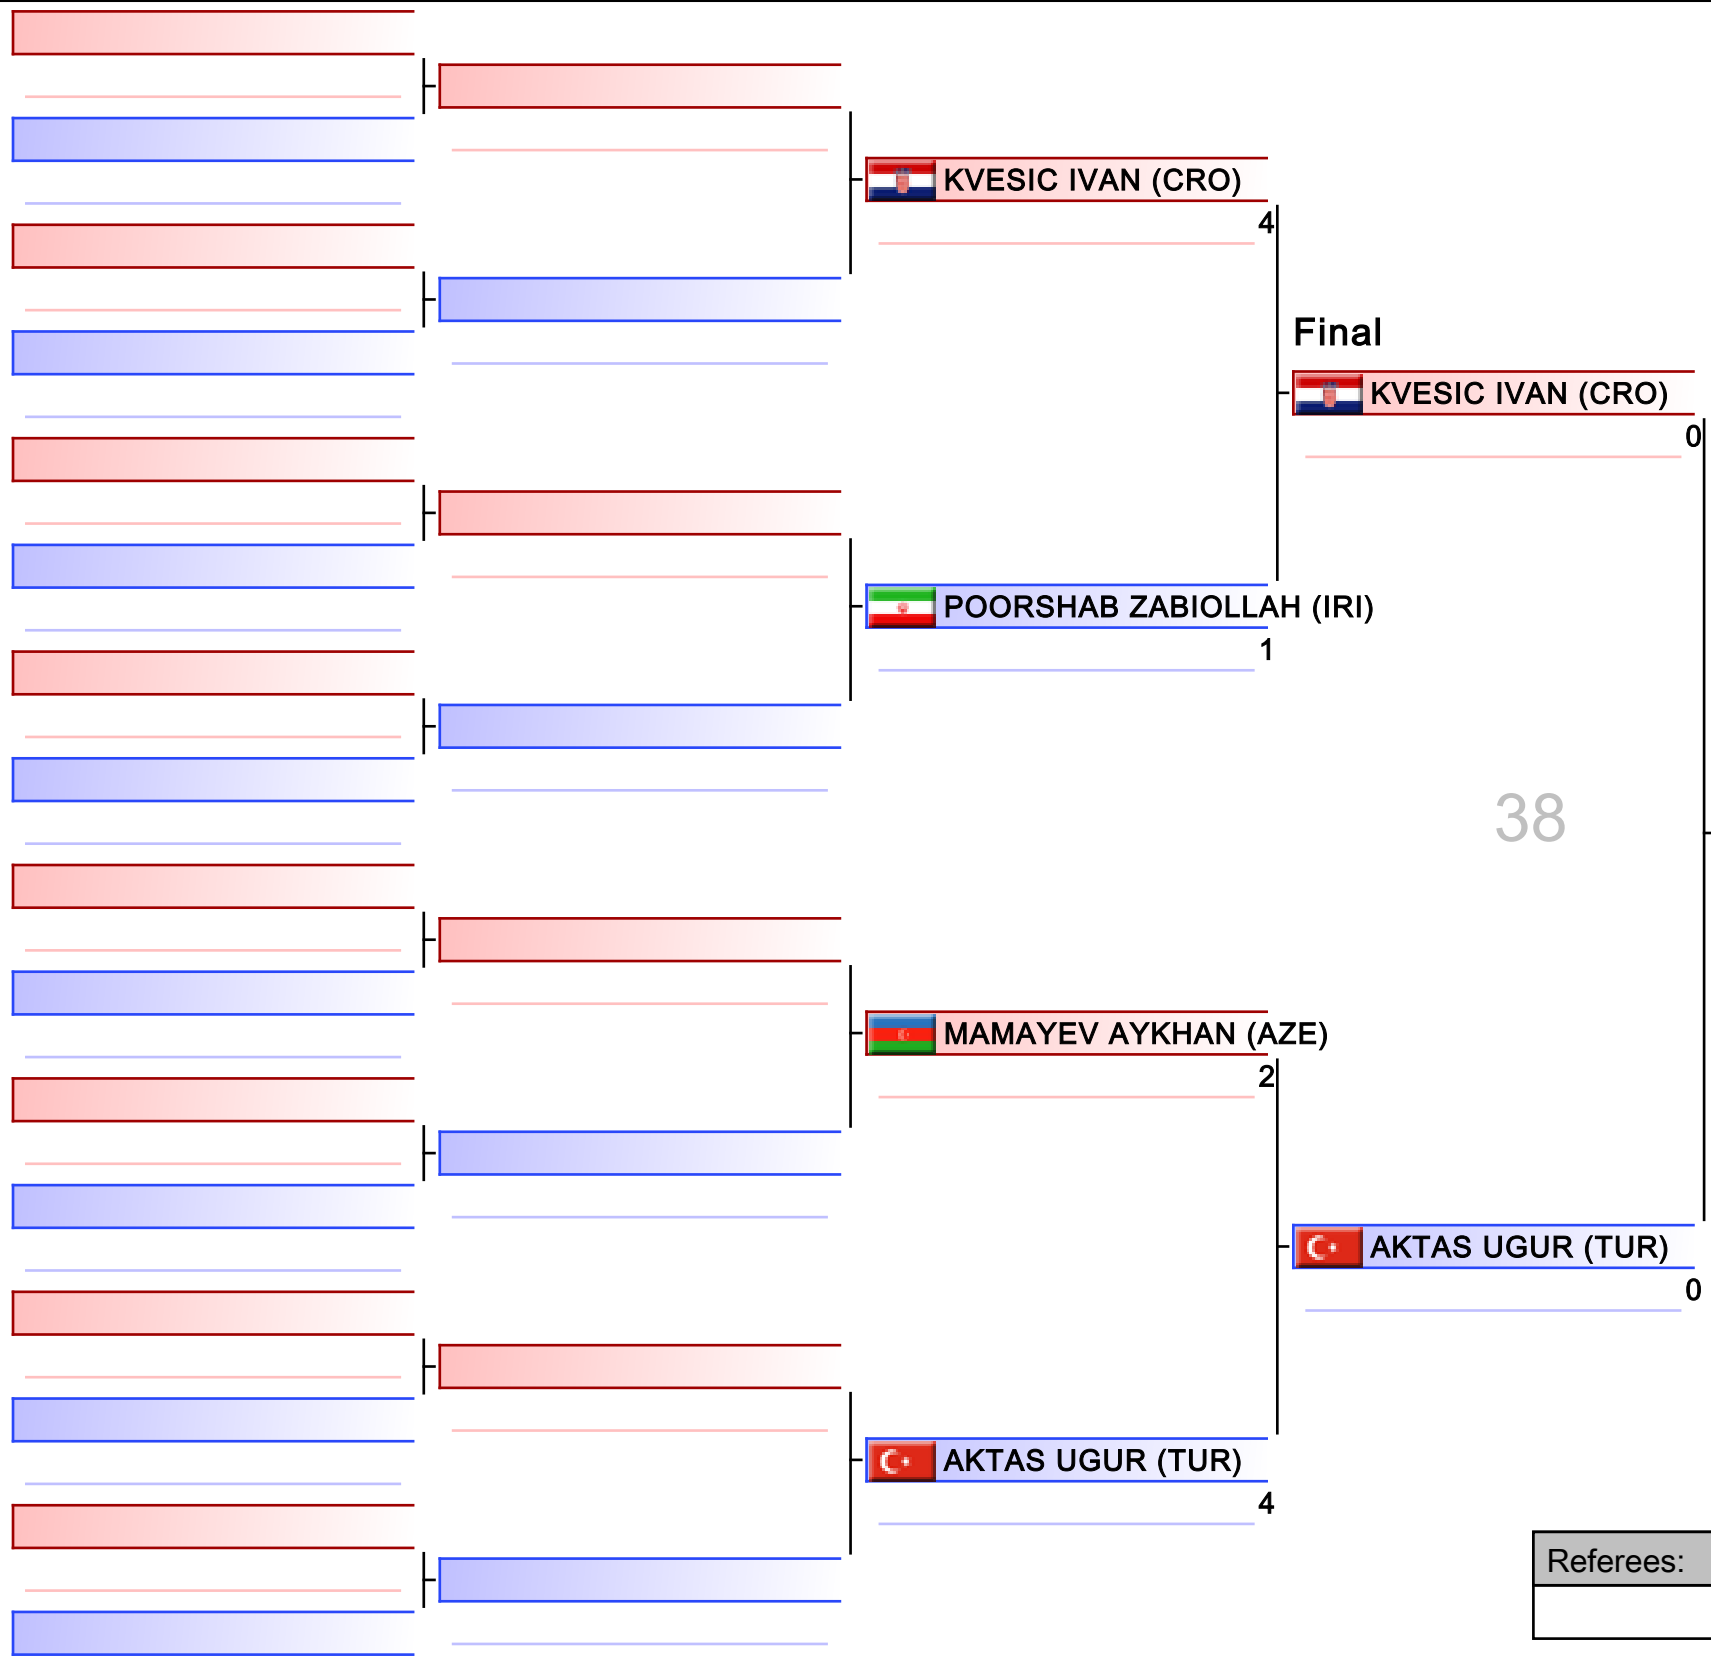 KVESIC IVAN (CRO)
4
Final
KVESIC IVAN (CRO)
0
POORSHAB ZABIOLLAH (IRI)
1
38
MAMAYEV AYKHAN (AZE)
2
AKTAS UGUR (TUR)
0
AKTAS UGUR (TUR)
4
Referees: